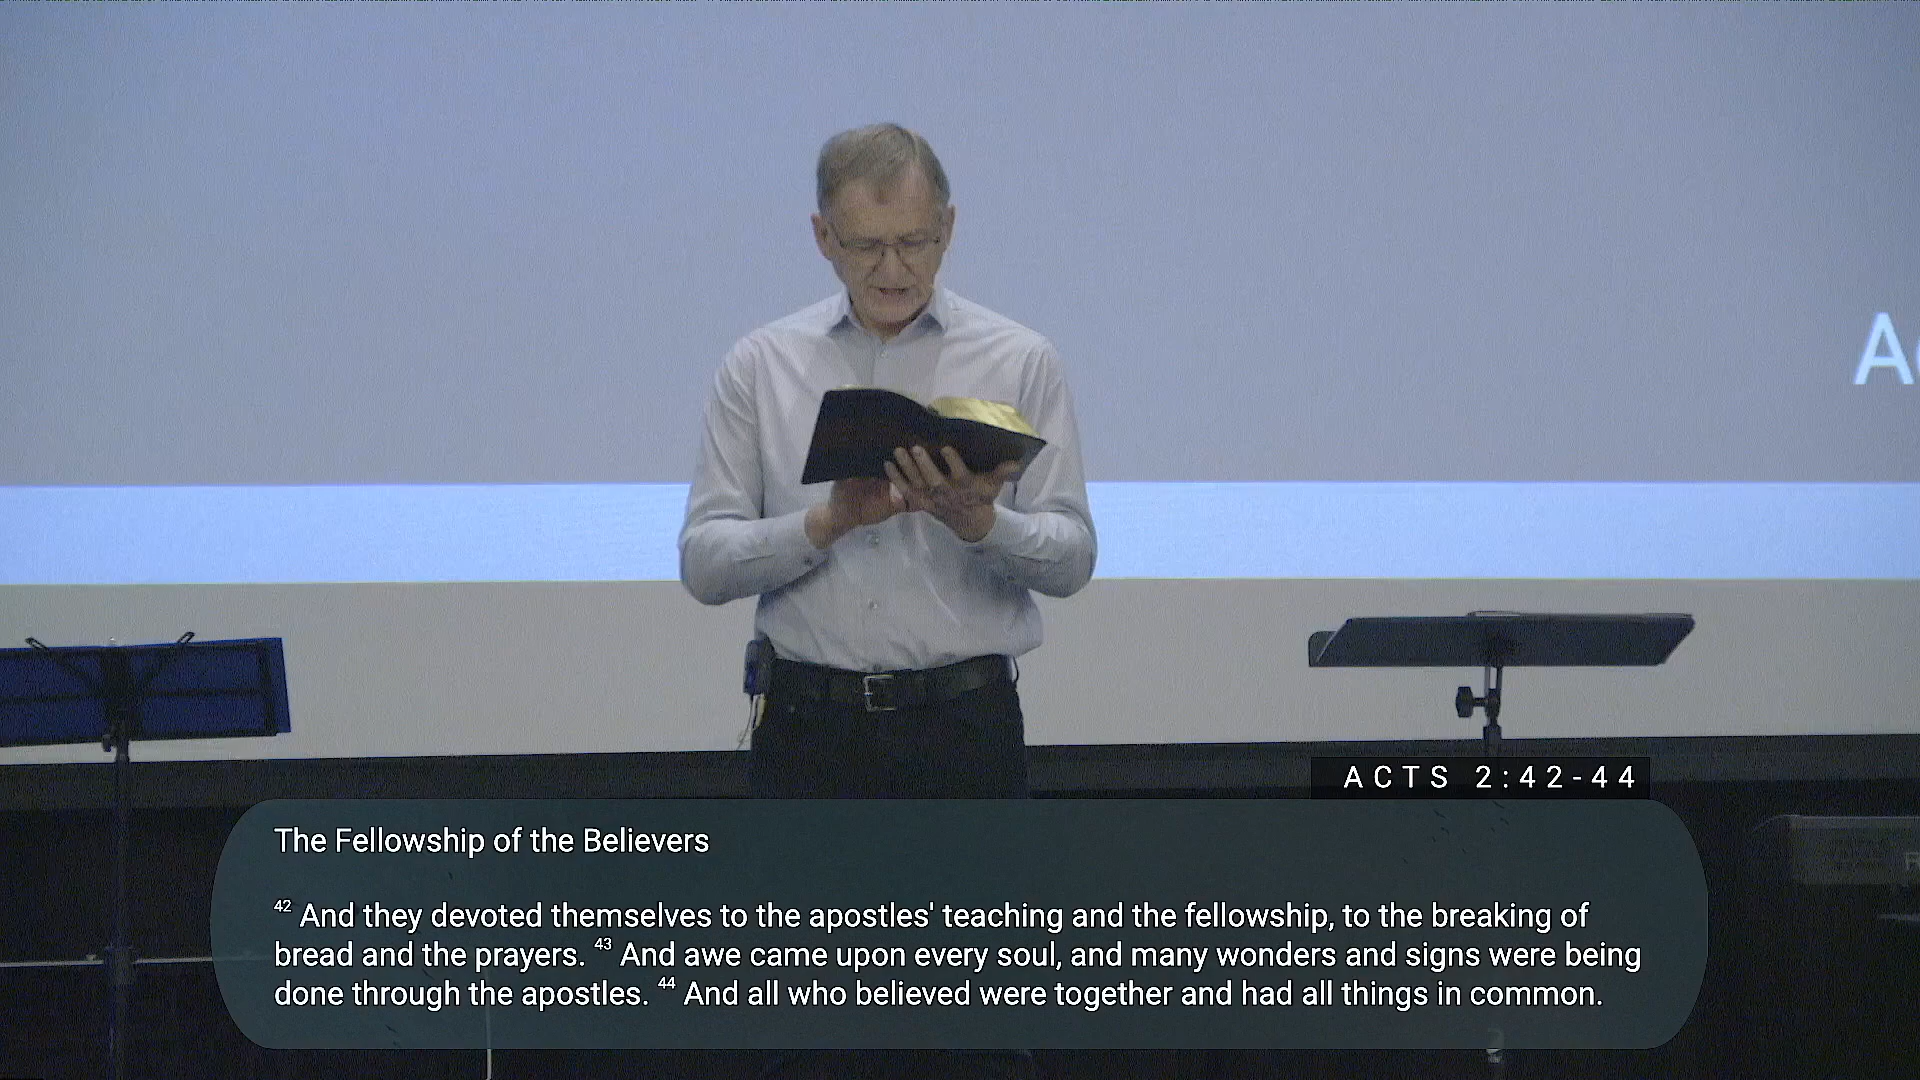 ACTS 2:42-44
The Fellowship of the Believers
42 And they devoted themselves to the apostles' teaching and the fellowship, to the breaking of
bread and the prayers. 43 And awe came upon every soul, and many wonders and signs were being
done through the apostles. 44 And all who believed were together and had all things in common.